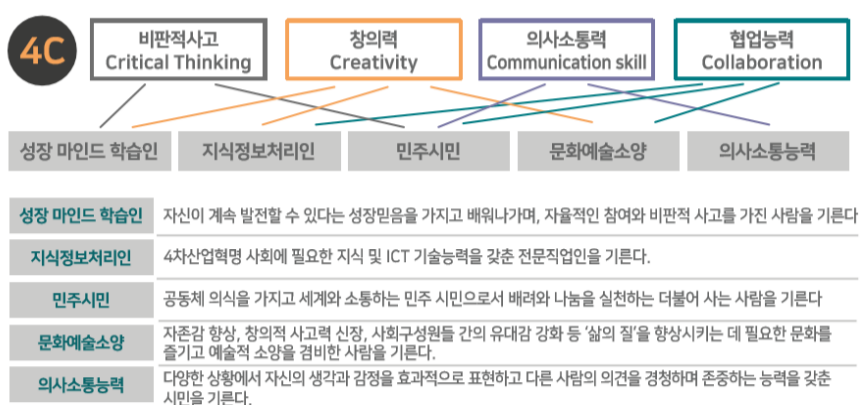 4C
비판적사고
Critical Thinking
창의력
Creativity
의사소통력
Communication skill
협업능력
Collaboration
성장 마인드 학습인
지식정보처리인
민주시민
문화예술소양
의사소통능력
성장 마인드 학습인
자신이 계속 발전할 수 있다는 성장믿음을 가지고 배워나가며, 자율적인 참여와 비판적 사고를 가진 사람을 기른다
지식정보처리인
4차산업혁명 사회에 필요한 지식 및 ICT 기술능력을 갖춘 전문직업인을 기른다.
민주시민
공동체 의식을 가지고 세계와 소통하는 민주 시민으로서 배려와 나눔을 실천하는 더불어 사는 사람을 기른다
문화예술소양
자존감 향상, 창의적 사고력 신장, 사회구성원들 간의 유대감 강화 등 ‘삶의 질’을 향상시키는 데 필요한 문화를
즐기고 예술적 소양을 겸비한 사람을 기른다.
의사소통능력
다양한 상황에서 자신의 생각과 감정을 효과적으로 표현하고 다른 사람의 의견을 경청하며 존중하는 능력을 갖춘
시민을 기른다.